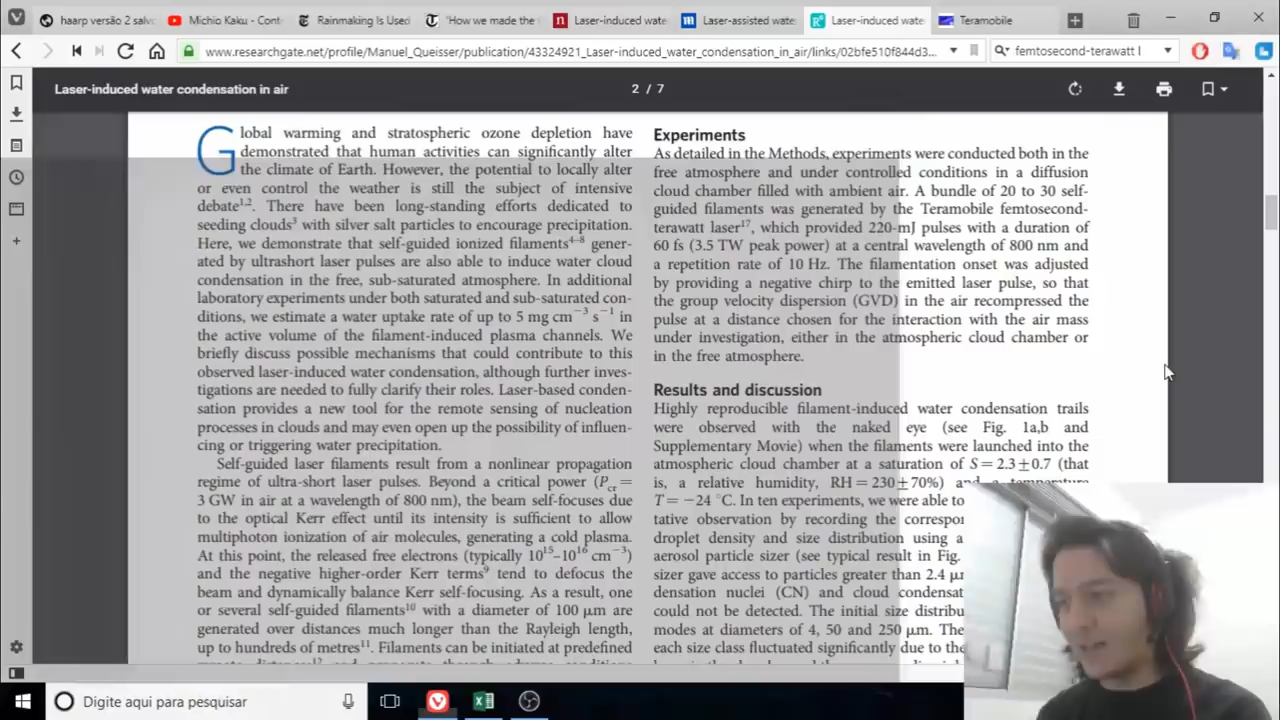 haarp versão 2 salvo
Michio Kaku - Cont
Rainmaking Is Used
"How we made the
Laser-induced wate
Laser-assisted wate
Laser-induced wate
Teramobile
www.researchgate.net/profile/Manuel_Queisser/publication/43324921_Laser-induced_water_condensation_in_air/links/02bfe510f844d3...
femtosecond-terawatt l
Laser-induced water condensation in air
2 / 7
Global warming and stratospheric ozone depletion have
demonstrated that human activities can significantly alter
the climate of Earth. However, the potential to locally alter
or even control the weather is still the subject of intensive
debate1,2. There have been long-standing efforts dedicated to
seeding clouds3 with silver salt particles to encourage precipitation.
Here, we demonstrate that self-guided ionized filaments4–8 gener-
ated by ultrashort laser pulses are also able to induce water cloud
condensation in the free, sub-saturated atmosphere. In additional
laboratory experiments under both saturated and sub-saturated con-
ditions, we estimate a water uptake rate of up to 5 mg cm−3 s−1 in
the active volume of the filament-induced plasma channels. We
briefly discuss possible mechanisms that could contribute to this
observed laser-induced water condensation, although further inves-
tigations are needed to fully clarify their roles. Laser-based conden-
sation provides a new tool for the remote sensing of nucleation
processes in clouds and may even open up the possibility of influen-
cing or triggering water precipitation.
Self-guided laser filaments result from a nonlinear propagation
regime of ultra-short laser pulses. Beyond a critical power (Pcr =
3 GW in air at a wavelength of 800 nm), the beam self-focuses due
to the optical Kerr effect until its intensity is sufficient to allow
multiphoton ionization of air molecules, generating a cold plasma.
At this point, the released free electrons (typically 1015–1016 cm−3)
and the negative higher-order Kerr terms9 tend to defocus the
beam and dynamically balance Kerr self-focusing. As a result, one
or several self-guided filaments10 with a diameter of 100 μm are
generated over distances much longer than the Rayleigh length,
up to hundreds of metres11. Filaments can be initiated at predefined
Experiments
As detailed in the Methods, experiments were conducted both in the
free atmosphere and under controlled conditions in a diffusion
cloud chamber filled with ambient air. A bundle of 20 to 30 self-
guided filaments was generated by the Teramobile femtosecond-
terawatt laser17, which provided 220-mJ pulses with a duration of
60 fs (3.5 TW peak power) at a central wavelength of 800 nm and
a repetition rate of 10 Hz. The filamentation onset was adjusted
by providing a negative chirp to the emitted laser pulse, so that
the group velocity dispersion (GVD) in the air recompressed the
pulse at a distance chosen for the interaction with the air mass
under investigation, either in the atmospheric cloud chamber or
in the free atmosphere.
Results and discussion
Highly reproducible filament-induced water condensation trails
were observed with the naked eye (see Fig. 1a,b and
Supplementary Movie) when the filaments were launched into the
atmospheric cloud chamber at a saturation of S = 2.3 ± 0.7 (that
is, a relative humidity, RH = 230 ± 70%) and a temperature
T = −24 °C. In ten experiments, we were able to
tative observation by recording the correspon
droplet density and size distribution using a
aerosol particle sizer (see typical result in Fig.
sizer gave access to particles greater than 2.4 μm
densation nuclei (CN) and cloud condensat
could not be detected. The initial size distribu
modes at diameters of 4, 50 and 250 μm. The
each size class fluctuated significantly due to the
Digite aqui para pesquisar